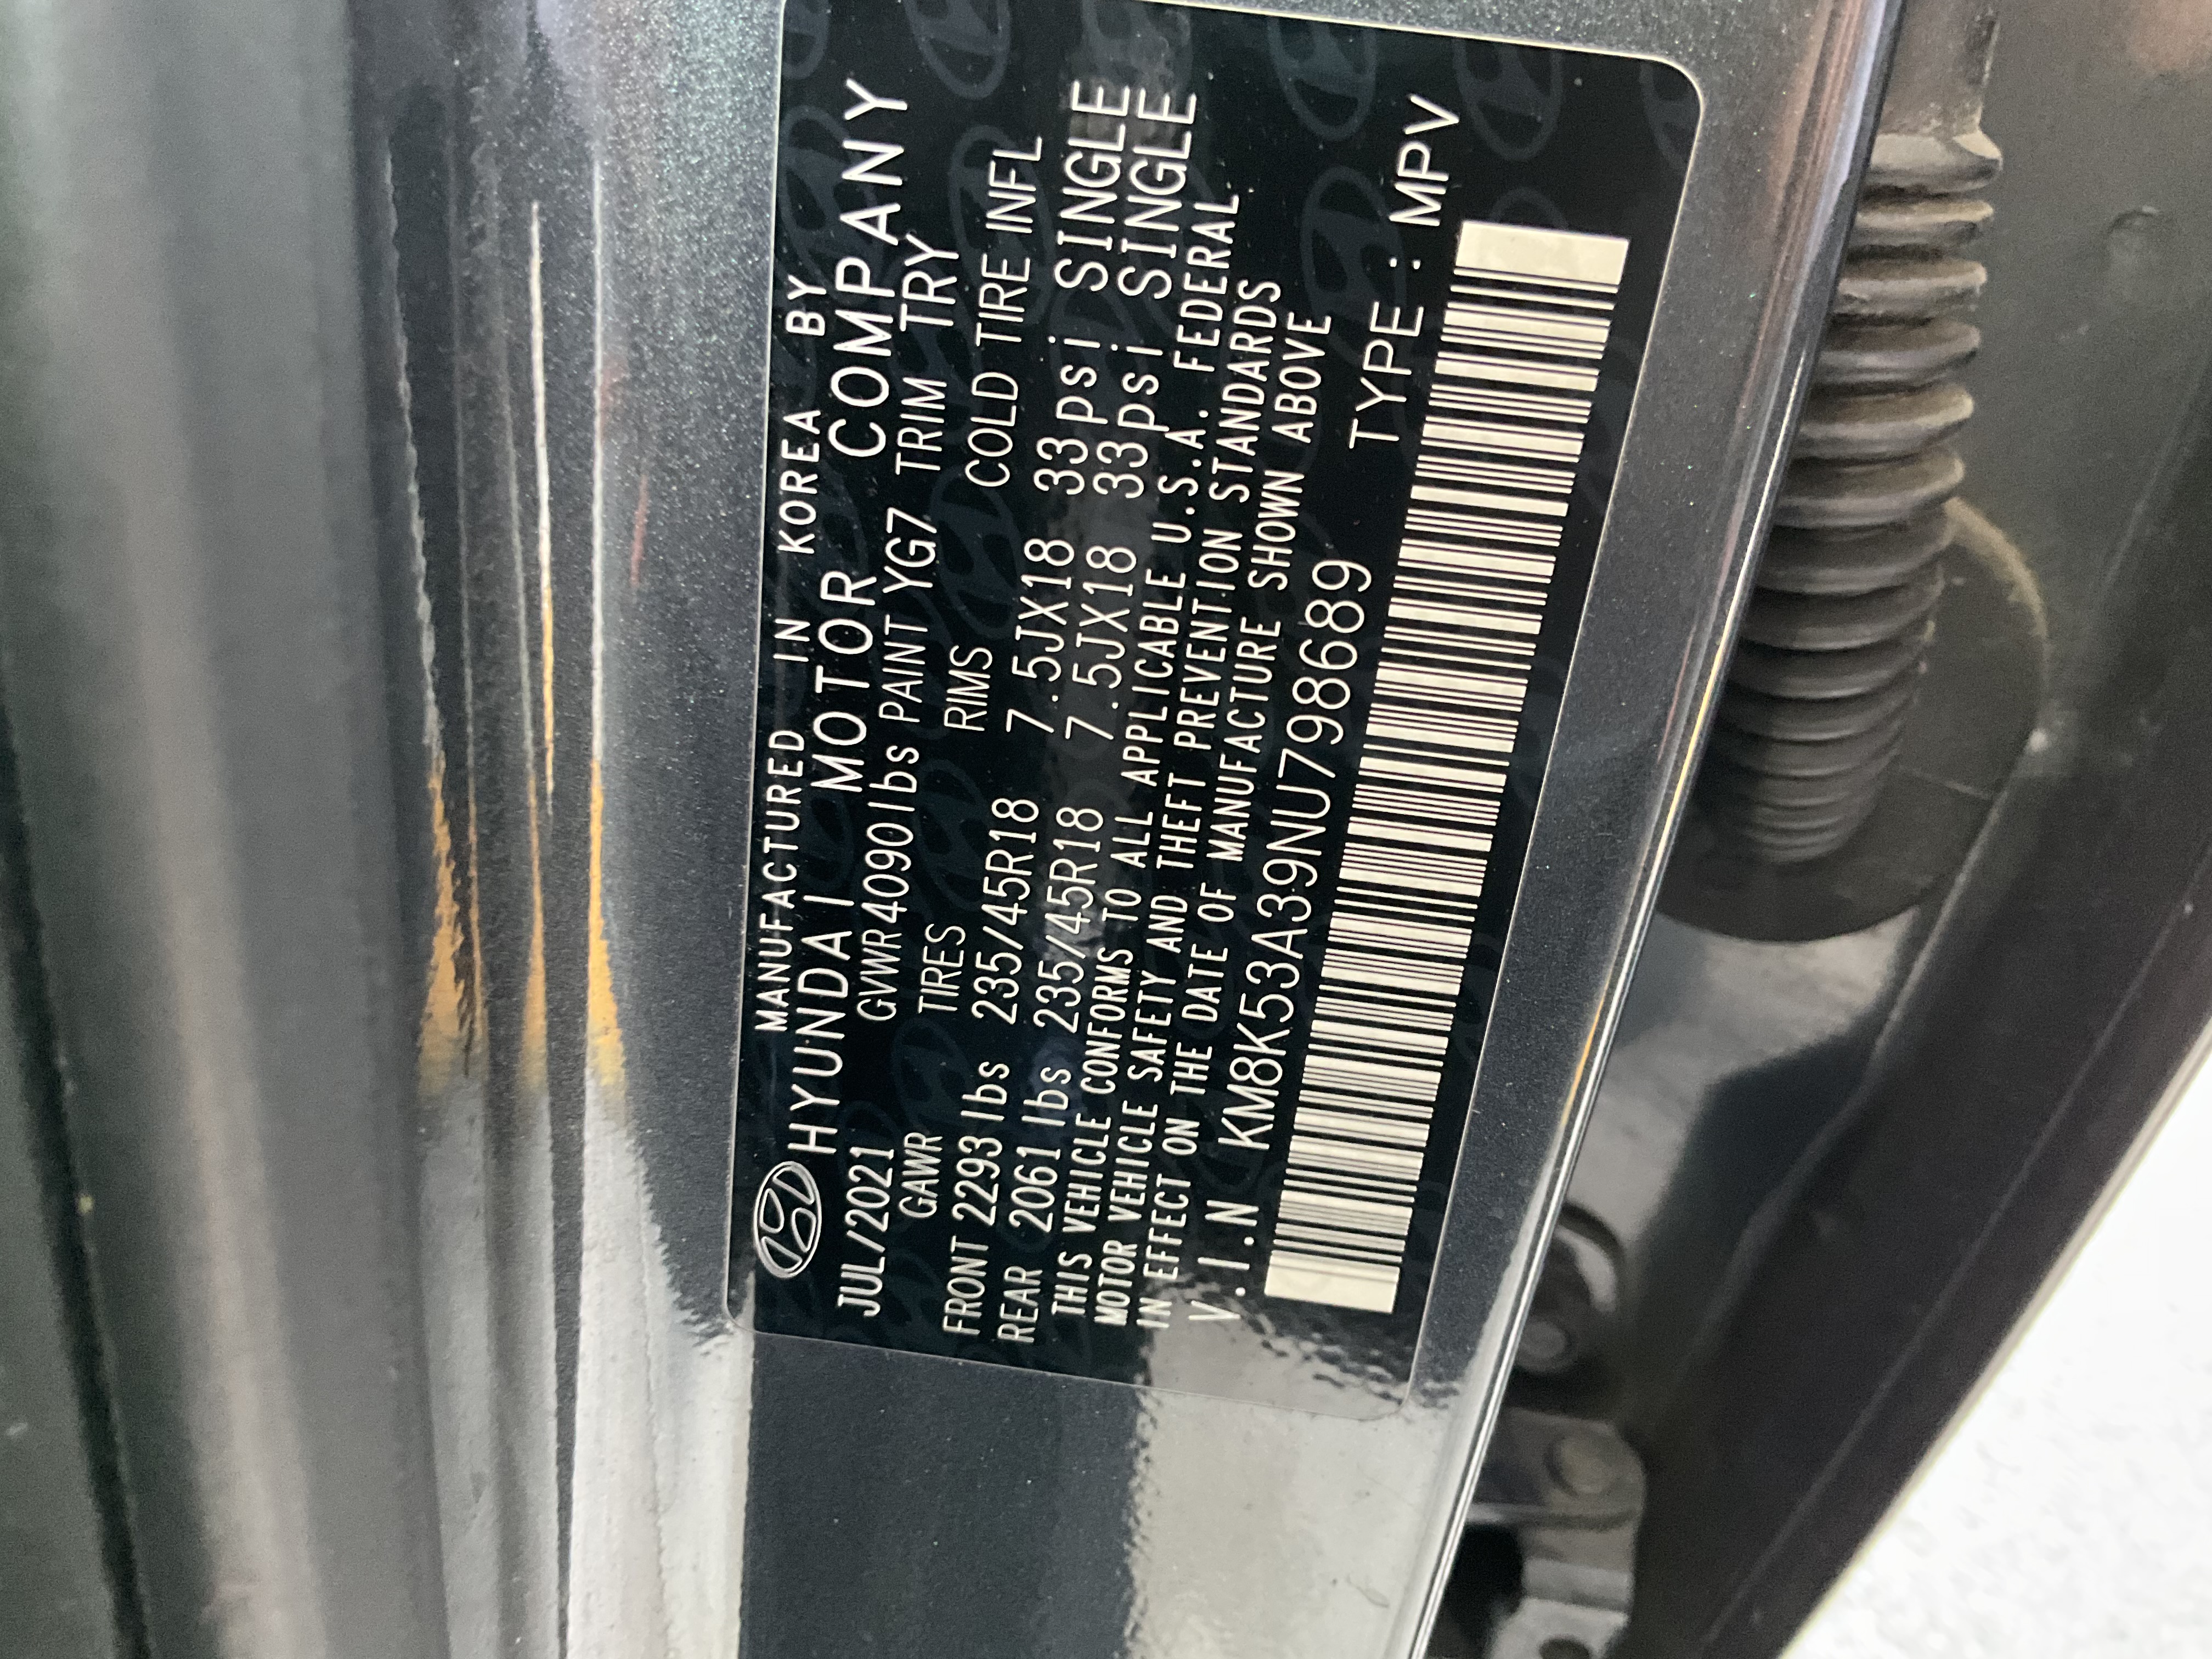 MANUFACTURED IN KOREA BY
HYUNDAI MOTOR COMPANY
JUL/2021 GVWR4090lbs PAINT YG7 TRIM TRY
GAWR TIRES RIMS COLD TIRE INFL
FRONT 2293lbs 235/45R18 7.5JX18 33psi SINGLE
REAR 2061lbs 235/45R18 7.5JX18 33psi SINGLE
THIS VEHICLE CONFORMS TO ALL APPLICABLE U.S.A. FEDERAL
MOTOR VEHICLE SAFETY AND THEFT PREVENTION STANDARDS
IN EFFECT ON THE DATE OF MANUFACTURE SHOWN ABOVE
V.I.N KM8K53A39NU798689 TYPE : MPV